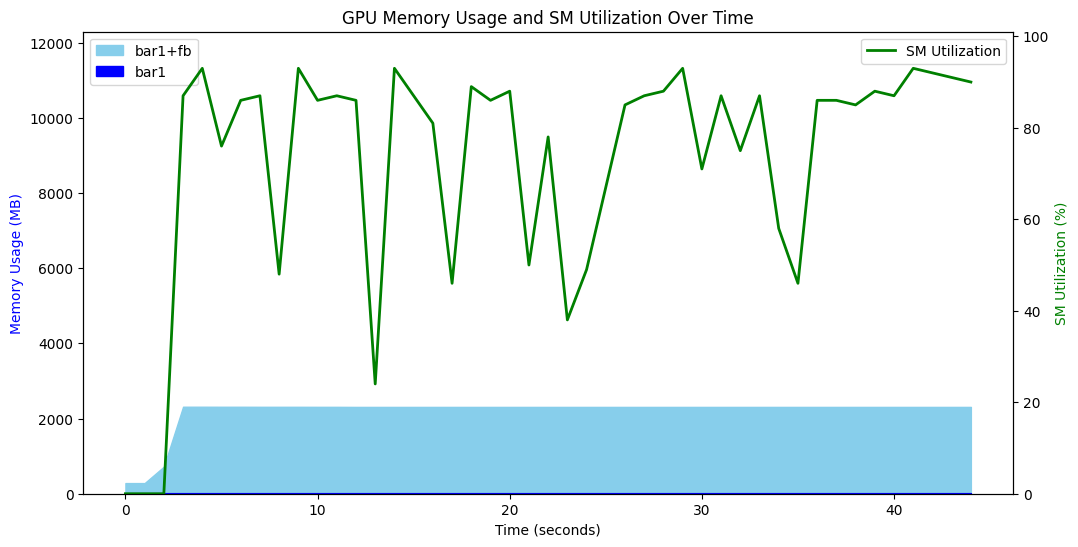 GPU Memory Usage and SM Utilization Over Time
bar1+fb
bar1
SM Utilization
12000
10000
8000
6000
4000
2000
0
Memory Usage (MB)
100
80
60
40
20
0
SM Utilization (%)
0
10
20
30
40
Time (seconds)